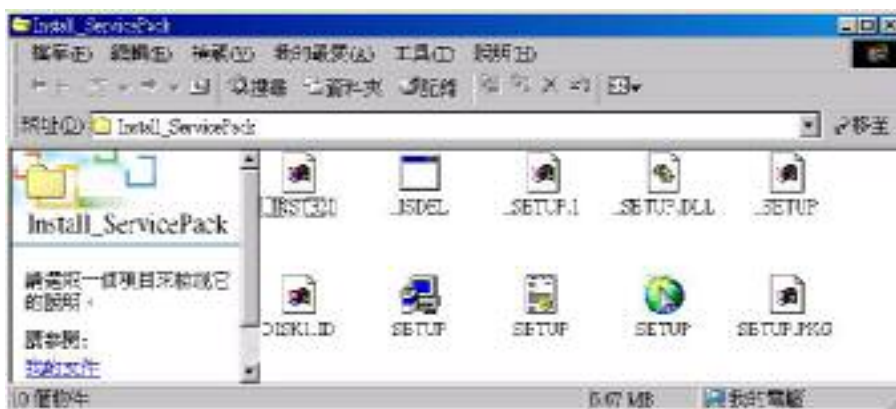 Install_ServicePack
檔案(F) 編輯(E) 檢視(V) 我的最愛(A) 工具(T) 說明(H)
搜尋 資料夾 記錄
網址(D) Install_ServicePack 移至
Install_ServicePack
請選取一個項目來檢視它
的說明。
請參閱:
我的文件
_ISDEL _SETUP.1 _SETUP.DLL _SETUP
DISK1.ID SETUP SETUP SETUP SETUP.PKG
10 個物件 我的電腦